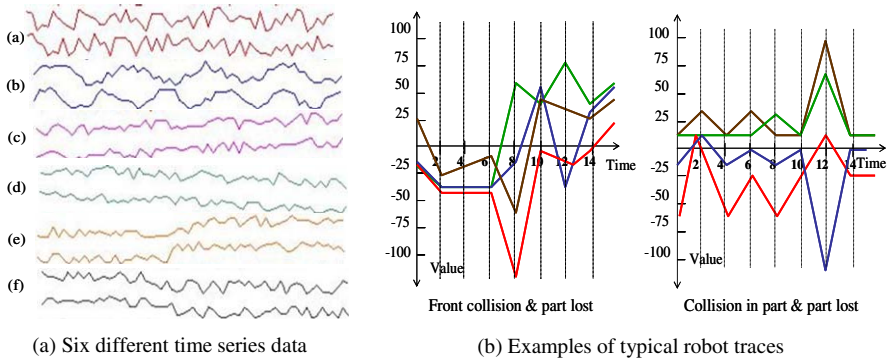 (a)
(b)
(c)
(d)
(e)
(f)
(a) Six different time series data
100
75
50
25
-25
-50
-75
-100
2 4 6 8 10 12 14
Time
Value
Front collision & part lost
100
75
50
25
-25
-50
-75
-100
2 4 6 8 10 12 14
Time
Value
Collision in part & part lost
(b) Examples of typical robot traces